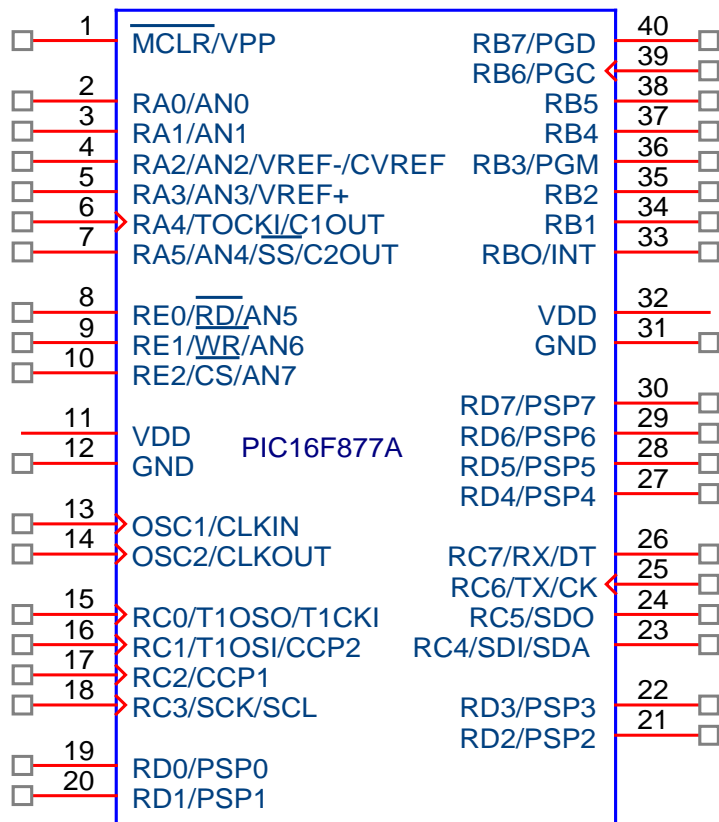 1 MCLR/VPP RB7/PGD 40
RB6/PGC 39
2 RA0/AN0 RB5 38
3 RA1/AN1 RB4 37
4 RA2/AN2/VREF-/CVREF RB3/PGM 36
5 RA3/AN3/VREF+ RB2 35
6 RA4/TOCKI/C1OUT RB1 34
7 RA5/AN4/SS/C2OUT RBO/INT 33
8 RE0/RD/AN5 VDD 32
9 RE1/WR/AN6 GND 31
10 RE2/CS/AN7
RD7/PSP7 30
11 VDD RD6/PSP6 29
12 GND PIC16F877A RD5/PSP5 28
RD4/PSP4 27
13 OSC1/CLKIN
14 OSC2/CLKOUT RC7/RX/DT 26
RC6/TX/CK 25
15 RC0/T1OSO/T1CKI RC5/SDO 24
16 RC1/T1OSI/CCP2 RC4/SDI/SDA 23
17 RC2/CCP1
18 RC3/SCK/SCL RD3/PSP3 22
RD2/PSP2 21
19 RD0/PSP0
20 RD1/PSP1